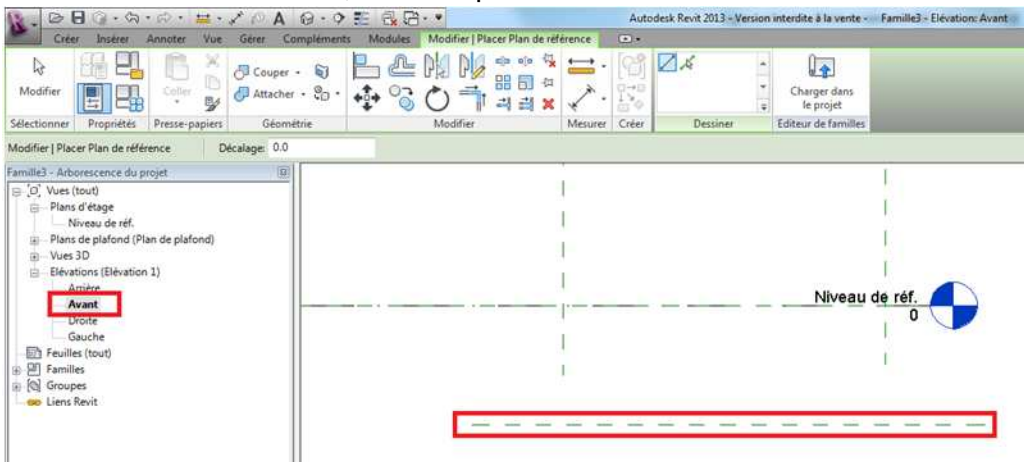 Autodesk Revit 2013 - Version interdite à la vente - Famille3 - Elévation: Avant
Créer Insérer Annoter Vue Gérer Compléments Modules Modifier | Placer Plan de référence
Modifier
Coller
Couper
Attacher
Charger dans
le projet
Sélectionner Propriétés Presse-papiers Géométrie Modifier Mesurer Créer Dessiner Editeur de familles
Modifier | Placer Plan de référence Décalage: 0.0
Famille3 - Arborescence du projet
Vues (tout)
Plans d'étage
Niveau de réf.
Plans de plafond (Plan de plafond)
Vues 3D
Elévations (Elévation 1)
Arrière
Avant
Droite
Gauche
Feuilles (tout)
Familles
Groupes
Liens Revit
Niveau de réf.
0